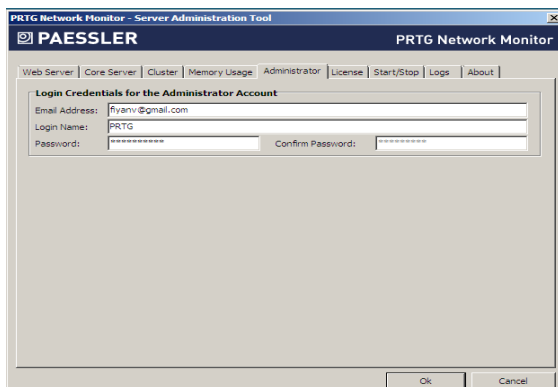 PRTG Network Monitor - Server Administration Tool
PAESSLER PRTG Network Monitor
Web Server Core Server Cluster Memory Usage Administrator License Start/Stop Logs About
Login Credentials for the Administrator Account
Email Address: fiyanv@gmail.com
Login Name: PRTG
Password: ********** Confirm Password: *********
Ok Cancel